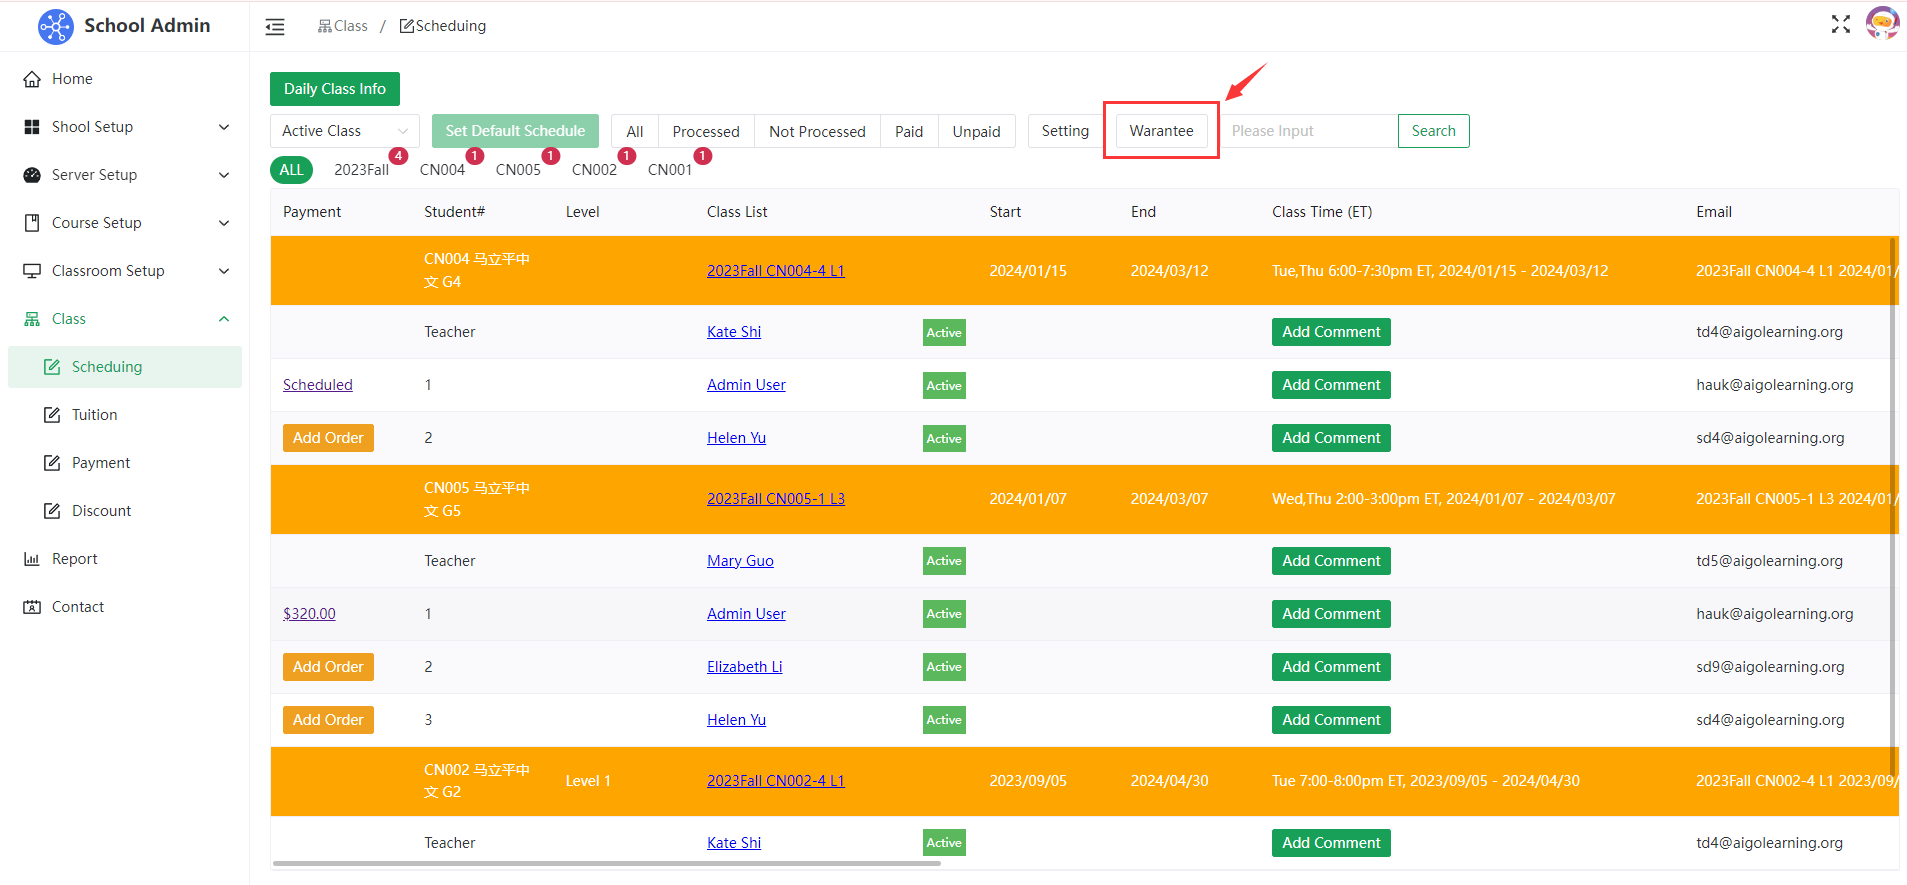 School Admin
Class / Scheduing
Home
Shool Setup
Server Setup
Course Setup
Classroom Setup
Class
Scheduing
Tuition
Payment
Discount
Report
Contact
Daily Class Info
Active Class Set Default Schedule All Processed Not Processed Paid Unpaid Setting Warantee Please Input Search
ALL 2023Fall 4 CN004 1 CN005 1 CN002 1 CN001 1
Payment Student# Level Class List Start End Class Time (ET) Email
CN004 马立平中
文 G4
2023Fall CN004-4 L1 2024/01/15 2024/03/12 Tue,Thu 6:00-7:30pm ET, 2024/01/15 - 2024/03/12 2023Fall CN004-4 L1 2024/01/
Teacher Kate Shi Active Add Comment td4@aigolearning.org
Scheduled 1 Admin User Active Add Comment hauk@aigolearning.org
Add Order 2 Helen Yu Active Add Comment sd4@aigolearning.org
CN005 马立平中
文 G5
2023Fall CN005-1 L3 2024/01/07 2024/03/07 Wed,Thu 2:00-3:00pm ET, 2024/01/07 - 2024/03/07 2023Fall CN005-1 L3 2024/01/
Teacher Mary Guo Active Add Comment td5@aigolearning.org
$320.00 1 Admin User Active Add Comment hauk@aigolearning.org
Add Order 2 Elizabeth Li Active Add Comment sd9@aigolearning.org
Add Order 3 Helen Yu Active Add Comment sd4@aigolearning.org
CN002 马立平中
文 G2
Level 1 2023Fall CN002-4 L1 2023/09/05 2024/04/30 Tue 7:00-8:00pm ET, 2023/09/05 - 2024/04/30 2023Fall CN002-4 L1 2023/09/
Teacher Kate Shi Active Add Comment td4@aigolearning.org